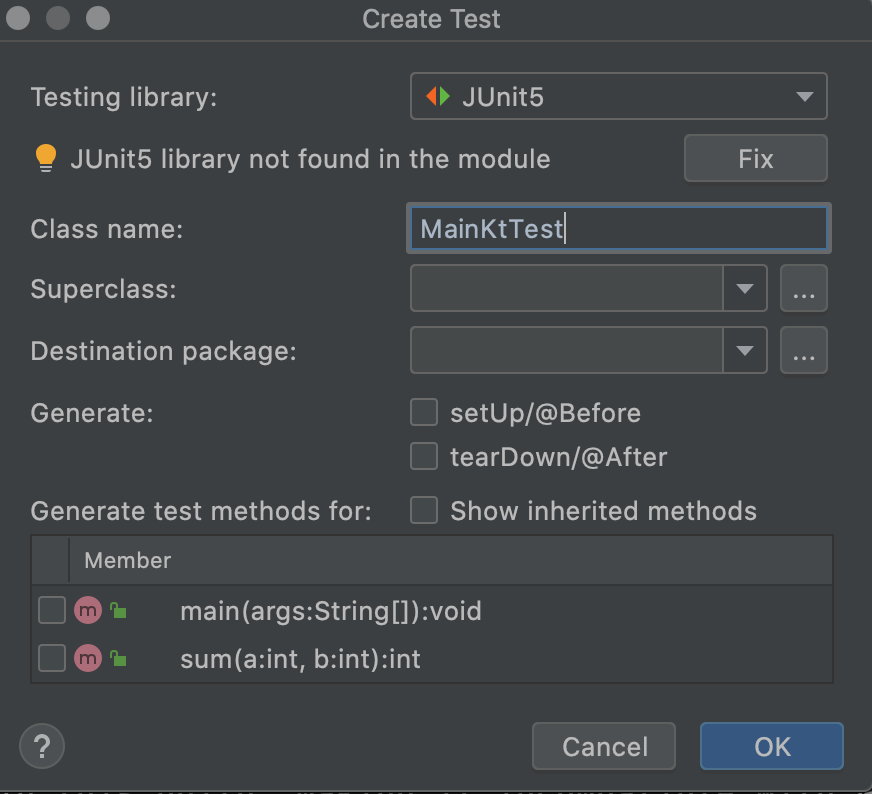 Create Test
Testing library: JUnit5
JUnit5 library not found in the module Fix
Class name: MainKtTest
Superclass: ...
Destination package: ...
Generate: setUp/@Before
tearDown/@After
Generate test methods for: Show inherited methods
Member
m main(args:String[]):void
m sum(a:int, b:int):int
? Cancel OK